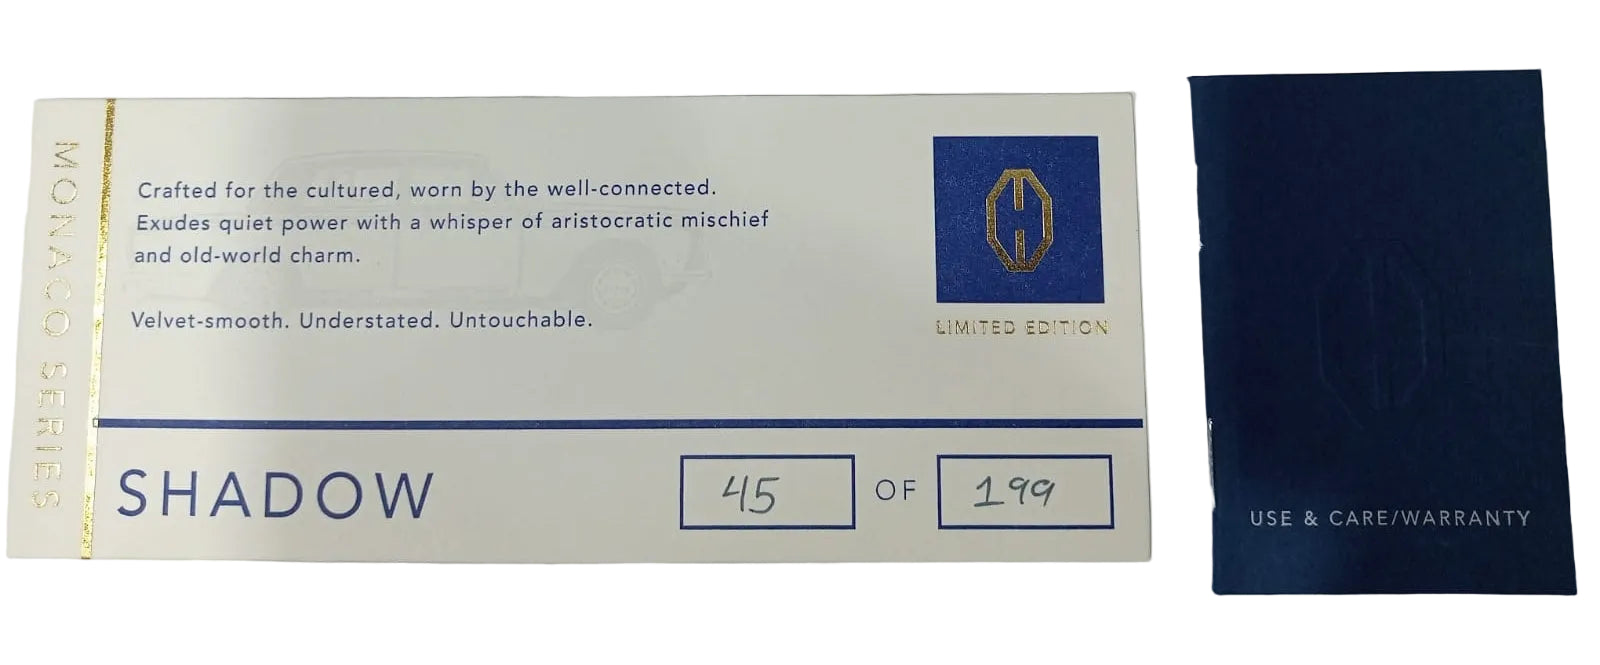 MONACO SERIES
Crafted for the cultured, worn by the well-connected.
Exudes quiet power with a whisper of aristocratic mischief
and old-world charm.
Velvet-smooth. Understated. Untouchable.
LIMITED EDITION
SHADOW 45 OF 199
USE & CARE/WARRANTY